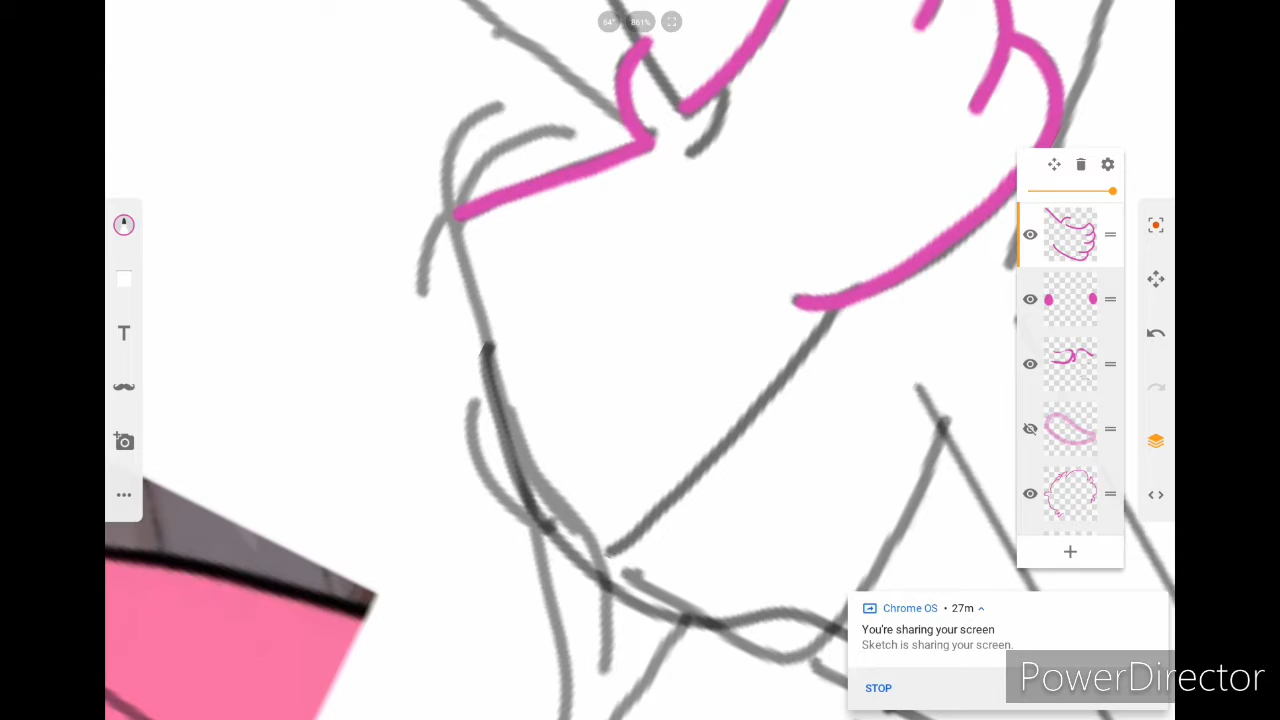 64° 861%
T
Chrome OS • 27m
You're sharing your screen
Sketch is sharing your screen.
STOP
PowerDirector